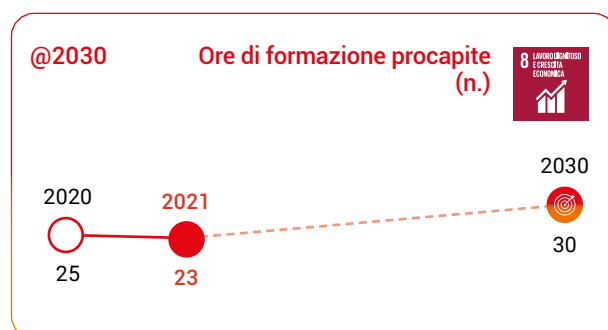 @2030
Ore di formazione procapite
(n.)
8 LAVORO DIGNITOSO
E CRESCITA
ECONOMICA
2020
2021
2030
25
23
30